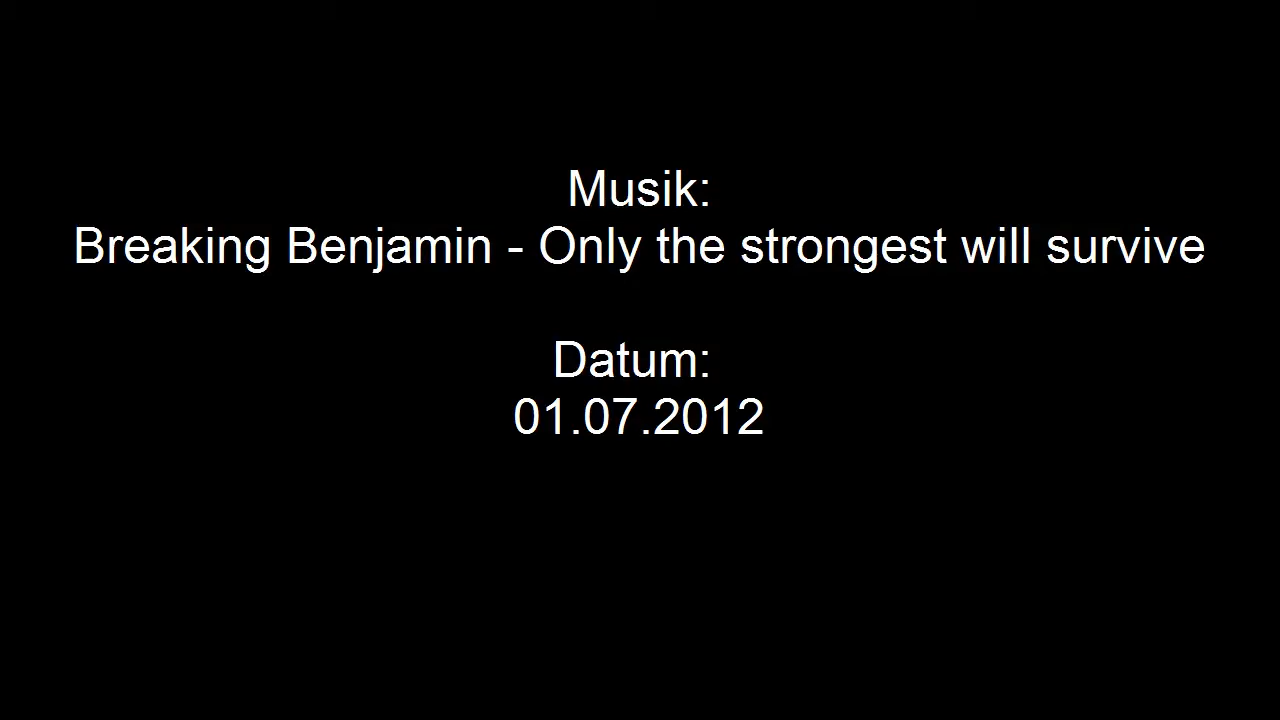 Musik:
Breaking Benjamin - Only the strongest will survive
Datum:
01.07.2012